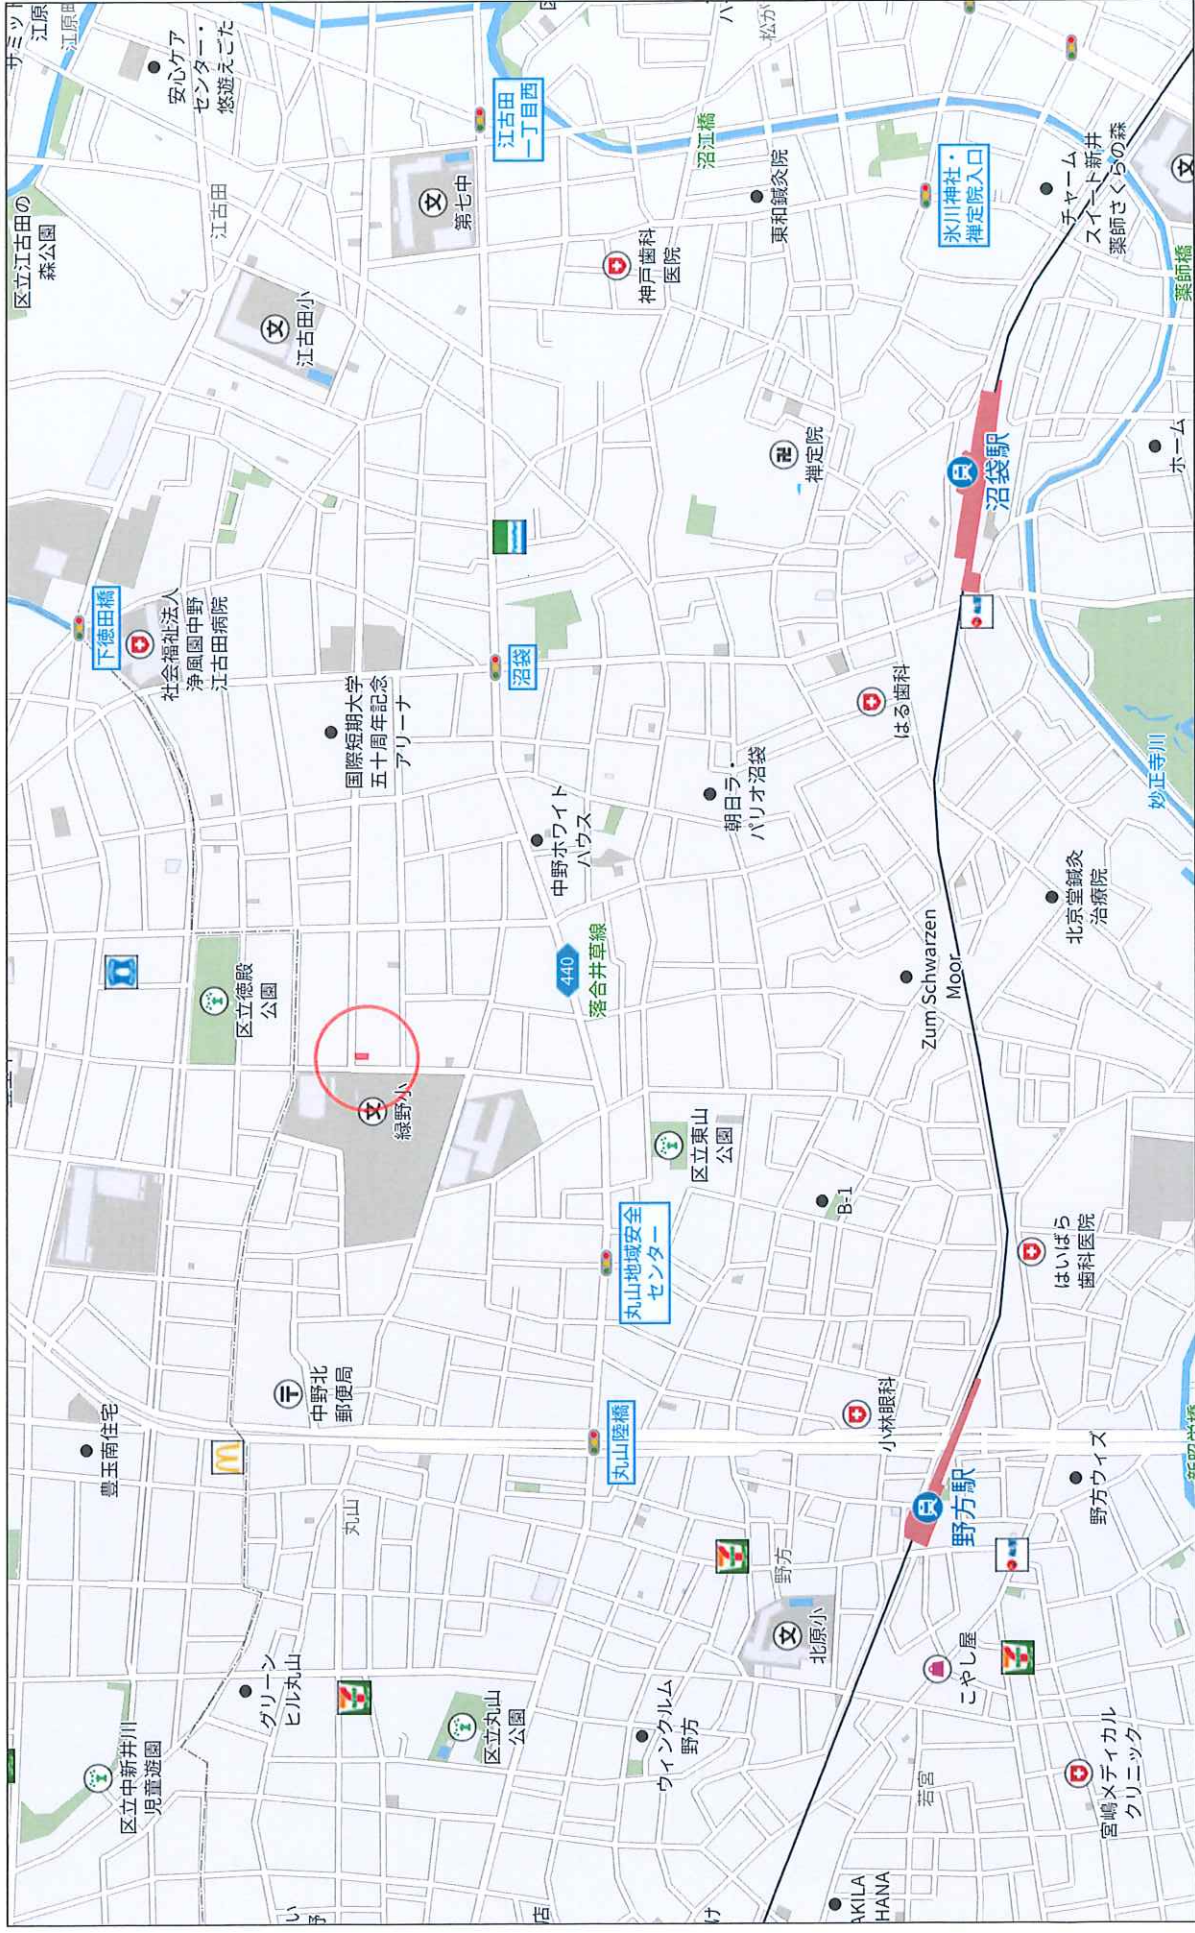 区立中新井川
児童遊園
豊玉南住宅
下徳田橋
区立江古田の
森公園
安心ケア
センター・
悠遊えごた
江古田
社会福祉法人
浄風園中野
江古田病院
区立徳殿
公園
グリーン
ヒル丸山
中野北
郵便局
丸山
江古田小
国際短期大学
五十周年記念
アリーナ
緑野小
第七中
区立丸山
公園
沼袋
江古田
一丁目西
中野ホワイト
ハウス
440
落合井草線
丸山陸橋
丸山地域安全
センター
神戸歯科
医院
ウィンケルム
野方
区立東山
公園
朝日ラ・
パリオ沼袋
沼江橋
東和鍼灸院
野方
北原小
禅定院
B-1
小林眼科
はる歯科
Zum Schwarzen
Moor
氷川神社・
禅定院入口
若宮
AKILA
HANA
野方駅
沼袋駅
こやし屋
はいばら
歯科医院
北京堂鍼灸
治療院
チャーム
スイート新井
薬師さくらの森
野方ウィズ
宮嶋メディカル
クリニック
妙正寺川
ホーム
薬師橋